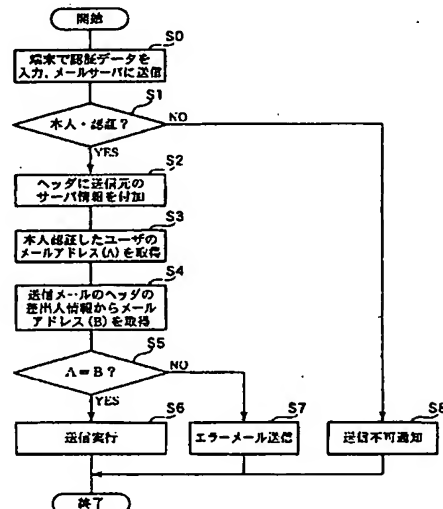 開始
S0
端末で認証データを
入力、メールサーバに送信
S1
本人・認証？
NO
YES
S2
ヘッダに送信元の
サーバ情報を付加
S3
本人認証したユーザの
メールアドレス(A)を取得
S4
送信メールのヘッダの
差出人情報からメール
アドレス(B)を取得
S5
A＝B？
NO
YES
S6
S7
S8
送信実行
エラーメール送信
送信不可通知
終了